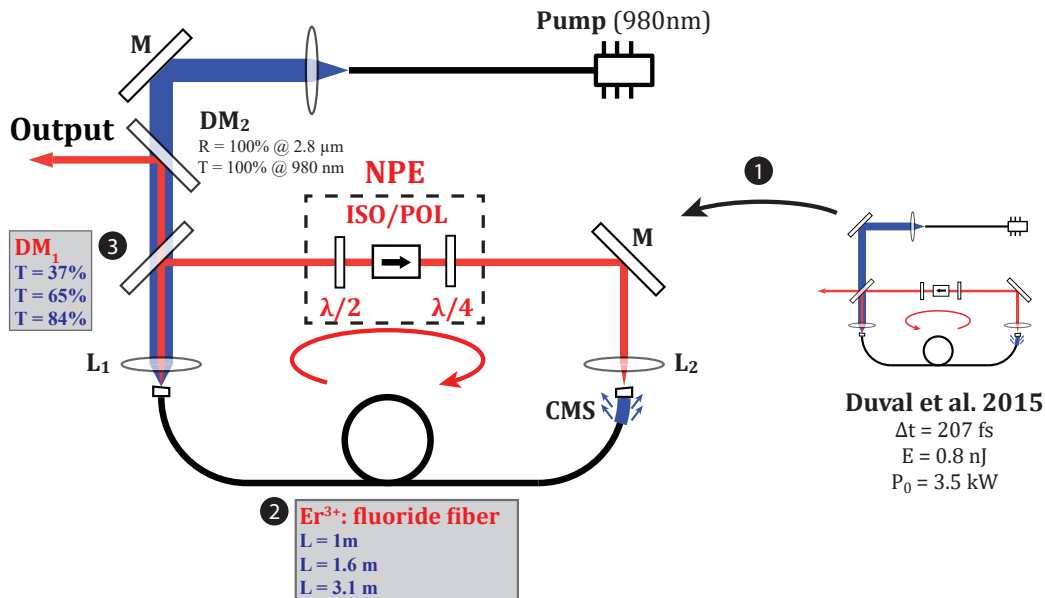 Pump (980nm)
M
Output
DM₂
R = 100% @ 2.8 µm
T = 100% @ 980 nm
NPE
ISO/POL
λ/2
λ/4
M
1
3
DM₁
T = 37%
T = 65%
T = 84%
L₁
L₂
CMS
2
Er³⁺: fluoride fiber
L = 1m
L = 1.6 m
L = 3.1 m
Duval et al. 2015
Δt = 207 fs
E = 0.8 nJ
P₀ = 3.5 kW